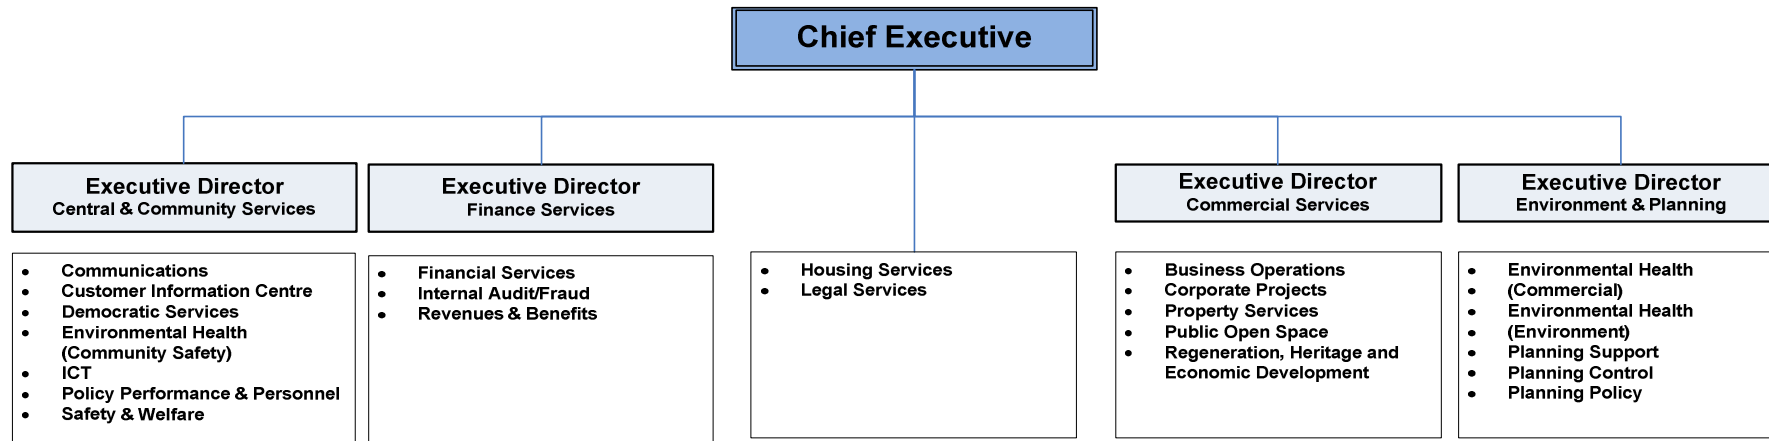 Chief Executive
Executive Director
Central & Community Services
• Communications
• Customer Information Centre
• Democratic Services
• Environmental Health
(Community Safety)
• ICT
• Policy Performance & Personnel
• Safety & Welfare
Executive Director
Finance Services
• Financial Services
• Internal Audit/Fraud
• Revenues & Benefits
• Housing Services
• Legal Services
Executive Director
Commercial Services
• Business Operations
• Corporate Projects
• Property Services
• Public Open Space
• Regeneration, Heritage and
Economic Development
Executive Director
Environment & Planning
• Environmental Health
• (Commercial)
• Environmental Health
• (Environment)
• Planning Support
• Planning Control
• Planning Policy